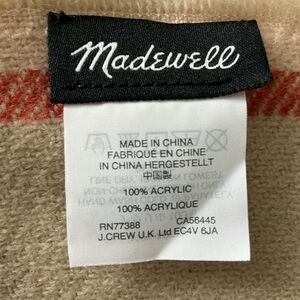 Madewell
MADE IN CHINA
FABRIQUÉ EN CHINE
IN CHINA HERGESTELLT
中国製
100% ACRYLIC
100% ACRYLIQUE
RN77388 CA56445
J.CREW U.K. Ltd EC4V 6JA